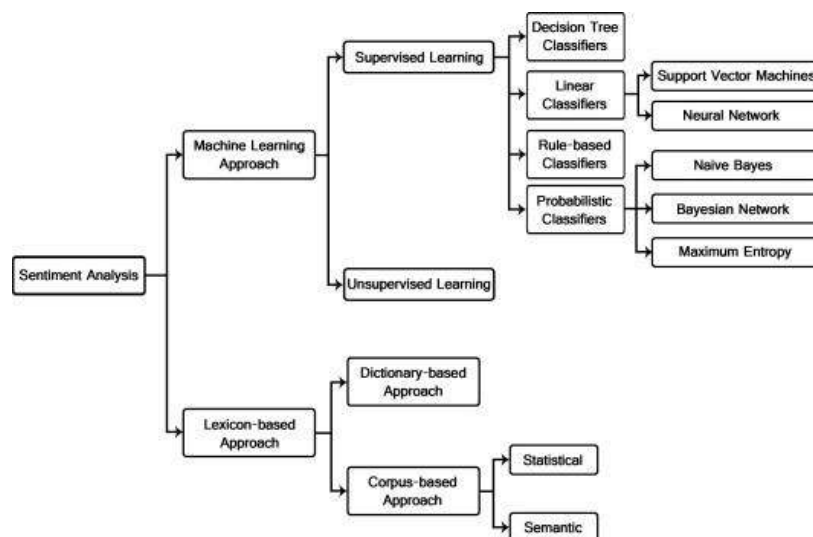 Decision Tree
Classifiers
Supervised Learning
Support Vector Machines
Linear
Classifiers
Neural Network
Machine Learning
Approach
Rule-based
Classifiers
Naive Bayes
Probabilistic
Classifiers
Bayesian Network
Maximum Entropy
Sentiment Analysis
Unsupervised Learning
Dictionary-based
Approach
Lexicon-based
Approach
Statistical
Corpus-based
Approach
Semantic